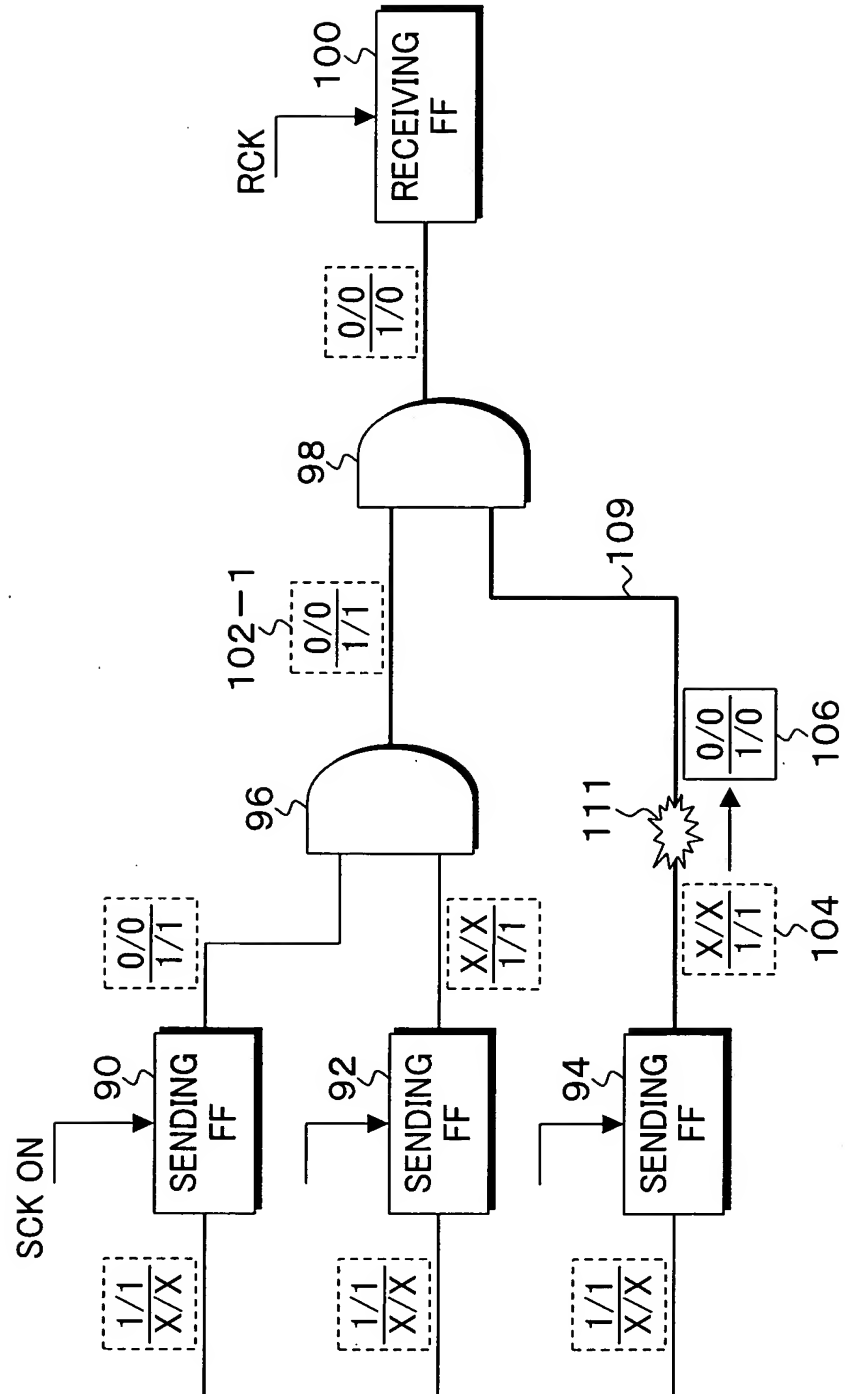 SCK ON
1/1
X/X
90
SENDING
FF
0/0
1/1
1/1
X/X
92
SENDING
FF
X/X
1/1
1/1
X/X
94
SENDING
FF
X/X
1/1
104
111
0/0
1/0
106
96
102-1
0/0
1/1
109
98
0/0
1/0
RCK
100
RECEIVING
FF